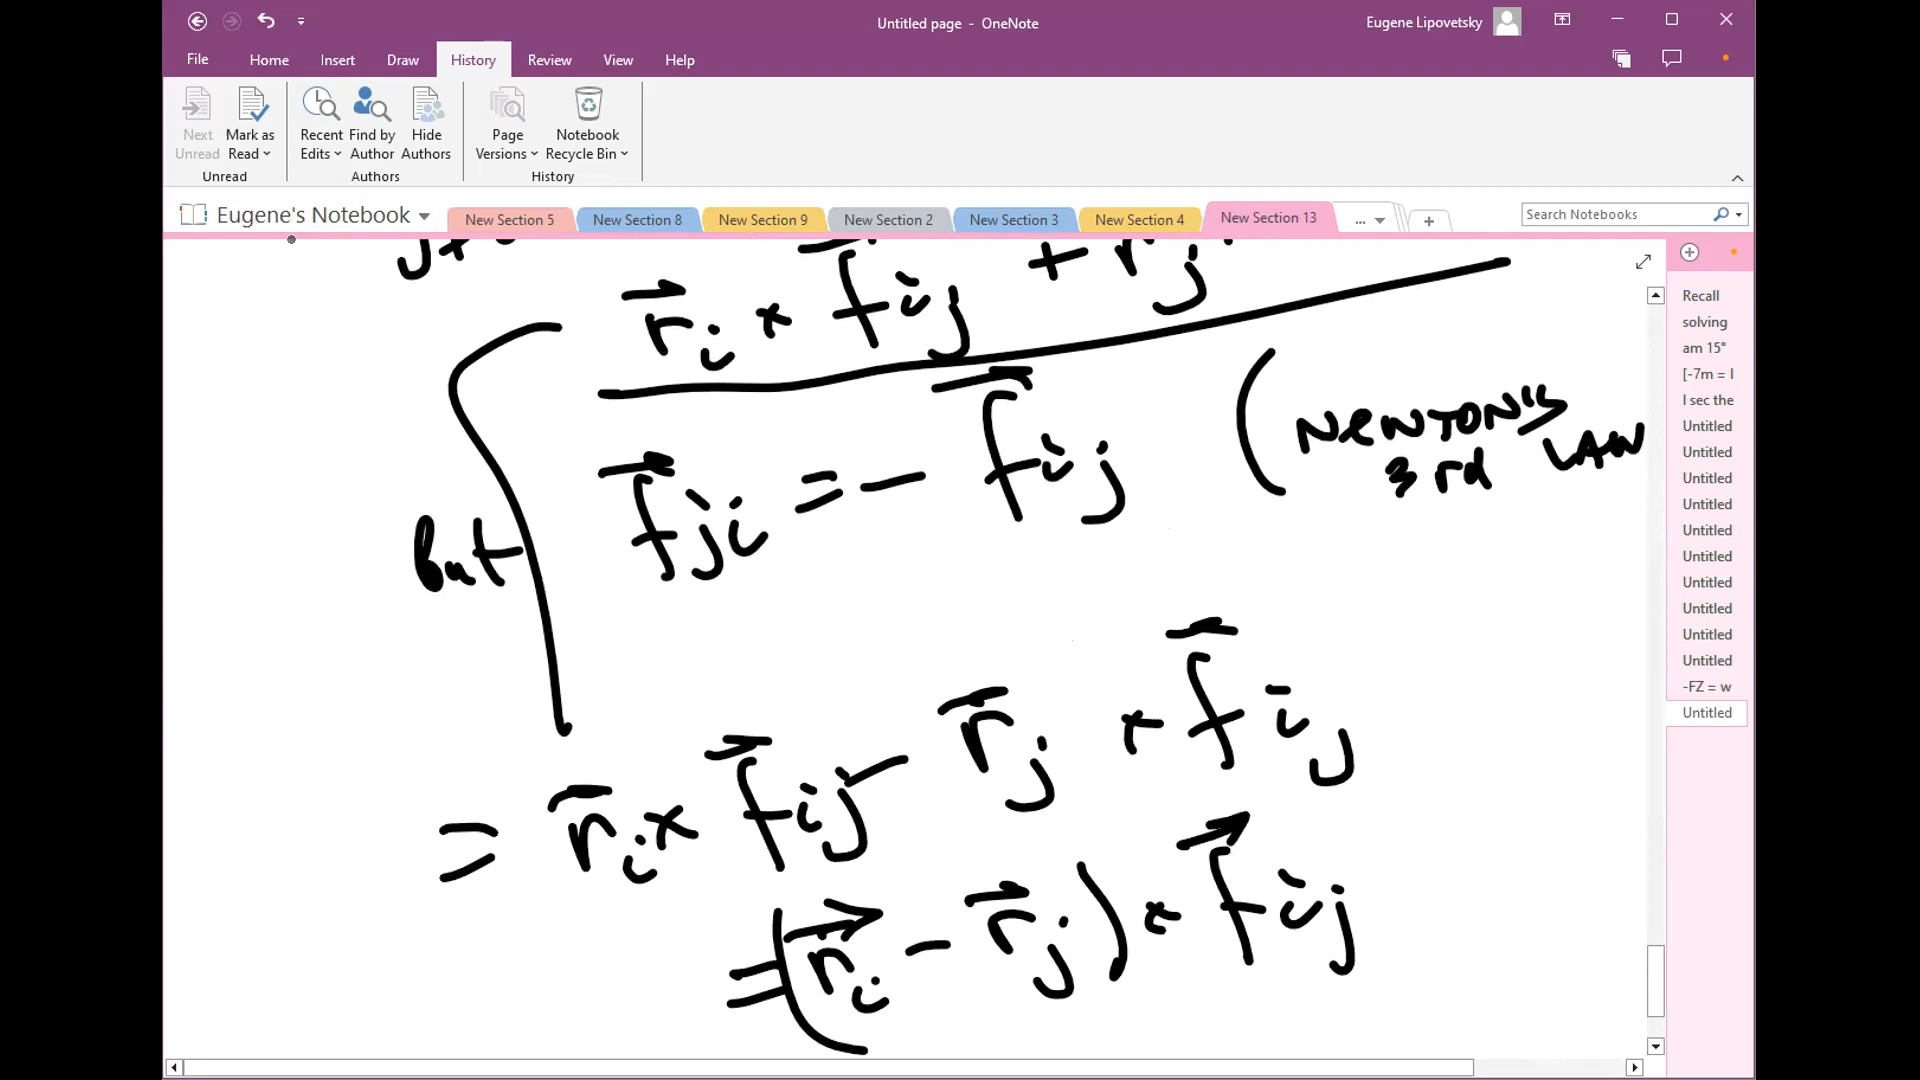 Untitled page - OneNote
Eugene Lipovetsky
File Home Insert Draw History Review View Help
Next Unread
Mark as Read
Recent Edits
Find by Author
Hide Authors
Page Versions
Notebook Recycle Bin
Unread
Authors
History
Eugene's Notebook
New Section 5
New Section 8
New Section 9
New Section 2
New Section 3
New Section 4
New Section 13
...
Search Notebooks
r⃗i × f⃗ij + rj
but
f⃗ji = - f⃗ij (NEWTON'S
3rd LAW
= r⃗i × f⃗ij - r⃗j × f⃗ij
= (r⃗i - r⃗j) × f⃗ij
Recall
solving
am 15°
[-7m = I
I sec the
Untitled
Untitled
Untitled
Untitled
Untitled
Untitled
Untitled
Untitled
Untitled
Untitled
-FZ = w
Untitled